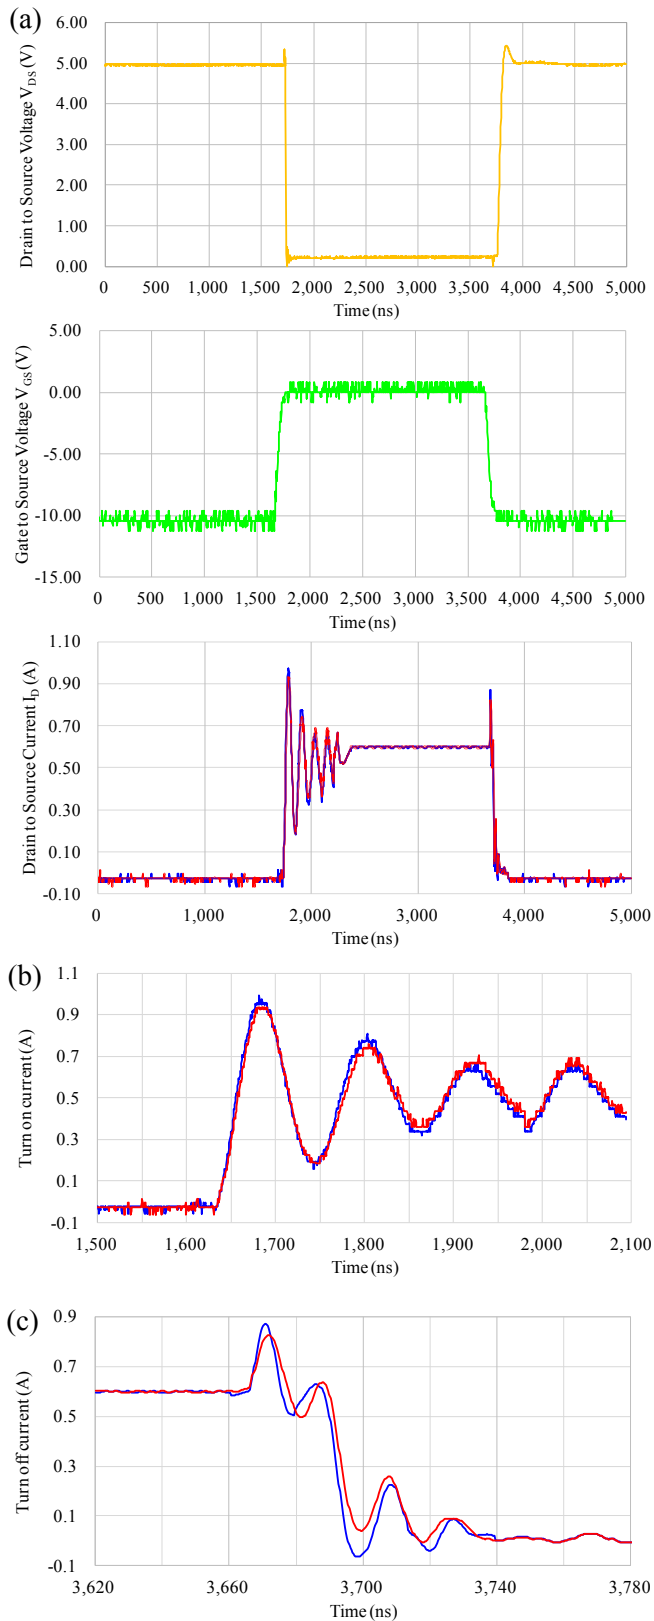 (a)
Drain to Source Voltage VDS (V)
6.00
5.00
4.00
3.00
2.00
1.00
0.00
0 500 1,000 1,500 2,000 2,500 3,000 3,500 4,000 4,500 5,000
Time (ns)
Gate to Source Voltage VGS (V)
5.00
0.00
-5.00
-10.00
-15.00
0 500 1,000 1,500 2,000 2,500 3,000 3,500 4,000 4,500 5,000
Time (ns)
Drain to Source Current ID (A)
1.10
0.90
0.70
0.50
0.30
0.10
-0.10
0 1,000 2,000 3,000 4,000 5,000
Time (ns)
(b)
Turn on current (A)
1.1
0.9
0.7
0.5
0.3
0.1
-0.1
1,500 1,600 1,700 1,800 1,900 2,000 2,100
Time (ns)
(c)
Turn off current (A)
0.9
0.7
0.5
0.3
0.1
-0.1
3,620 3,660 3,700 3,740 3,780
Time (ns)